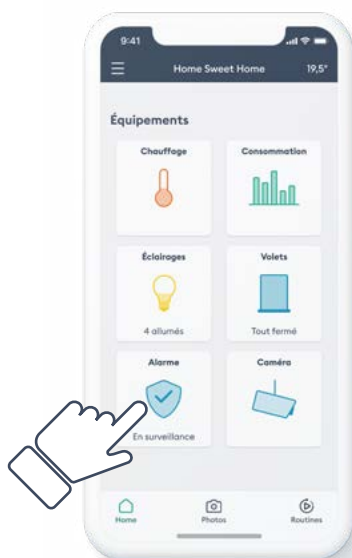 9:41
Home Sweet Home 19,5°
Équipements
Chauffage Consommation
Éclairages Volets
4 allumés Tout fermé
Alarme Caméra
En surveillance
Home Photos Routines